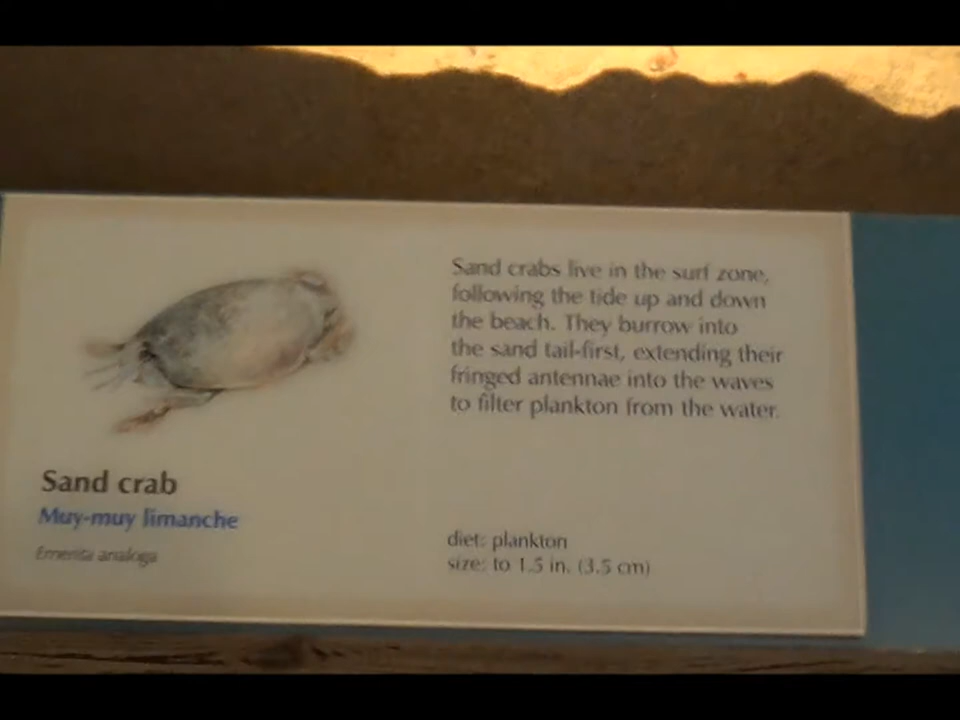 Sand crabs live in the surf zone,
following the tide up and down
the beach. They burrow into
the sand tail-first, extending their
fringed antennae into the waves
to filter plankton from the water.
Sand crab
Muy-muy limanche
Emerita analoga
diet: plankton
size: to 1.5 in. (3.5 cm)